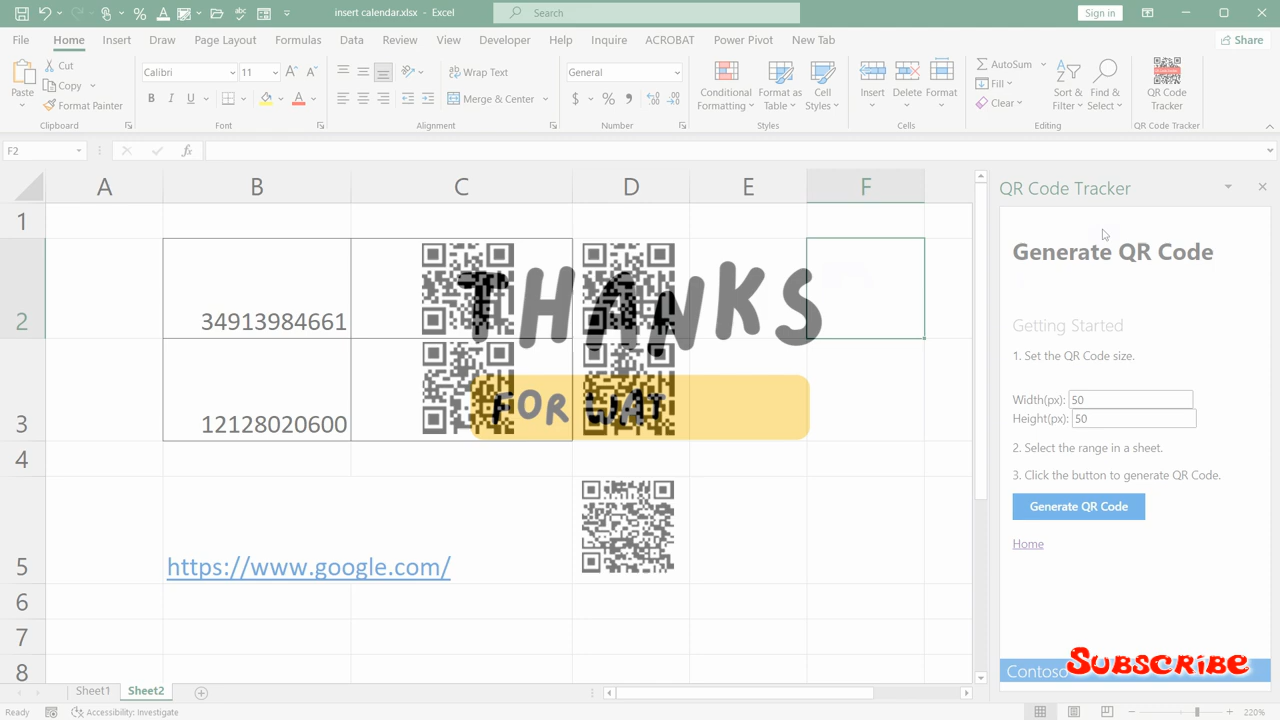 insert calendar.xlsx - Excel
Search
Sign in
File Home Insert Draw Page Layout Formulas Data Review View Developer Help Inquire ACROBAT Power Pivot New Tab Share
Paste
Cut
Copy
Format Painter
Clipboard
Calibri 11
B I U
Font
Wrap Text
Merge & Center
Alignment
General
$ % 9
Number
Conditional Formatting
Format as Table
Cell Styles
Styles
Insert Delete Format
Cells
AutoSum
Fill
Clear
Sort & Filter
Find & Select
Editing
QR Code Tracker
QR Code Tracker
F2
fx
A B C D E F
1
2 34913984661
3 12128020600
4
5 https://www.google.com/
6
7
8
THANKS
FOR WAT
QR Code Tracker
Generate QR Code
Getting Started
1. Set the QR Code size.
Width(px): 50
Height(px): 50
2. Select the range in a sheet.
3. Click the button to generate QR Code.
Generate QR Code
Home
Contoso
SUBSCRIBE
Sheet1 Sheet2
Ready
Accessibility: Investigate
220%